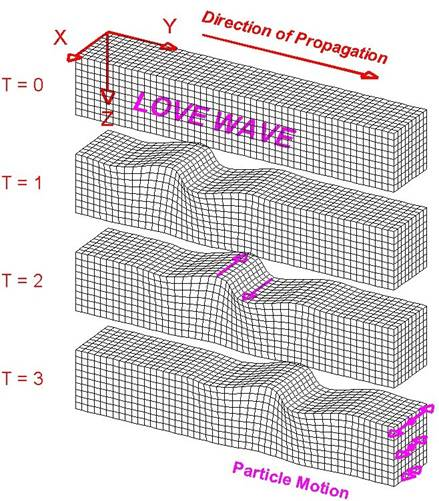 Direction of Propagation
X
Y
Z
T = 0
LOVE WAVE
T = 1
T = 2
T = 3
Particle Motion